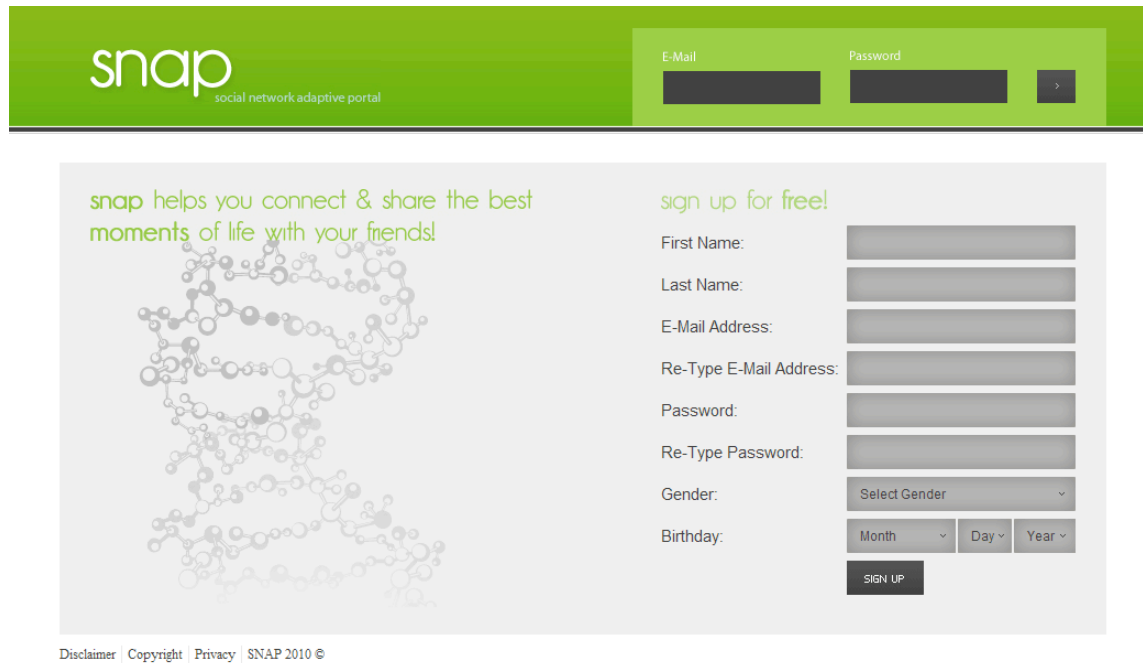 snap
social network adaptive portal
E-Mail
Password
snap helps you connect & share the best
moments of life with your friends!
sign up for free!
First Name:
Last Name:
E-Mail Address:
Re-Type E-Mail Address:
Password:
Re-Type Password:
Gender:
Select Gender
Birthday:
Month
Day
Year
SIGN UP
Disclaimer Copyright Privacy SNAP 2010 ©